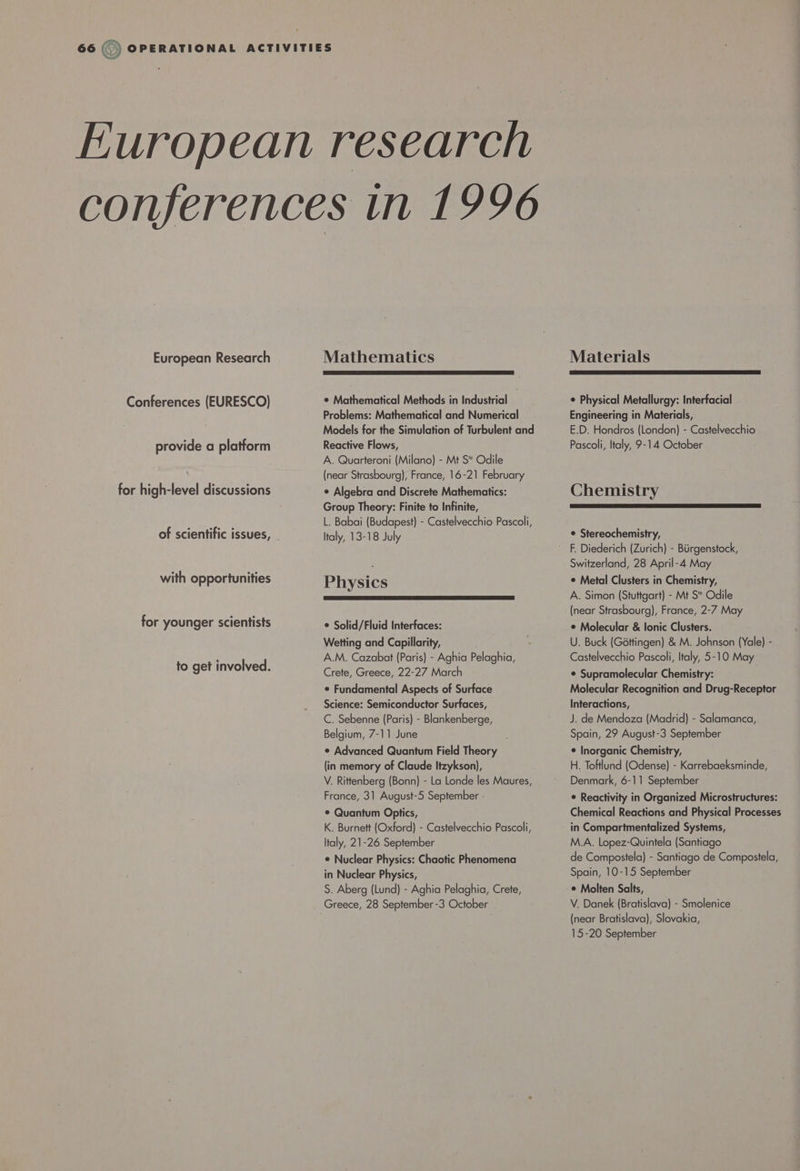 66 OPERATIONAL ACTIVITIES
European research
conferences in 1996
European Research
Conferences (EURESCO)
provide a platform
for high-level discussions
of scientific issues,
with opportunities
for younger scientists
to get involved.
Mathematics
• Mathematical Methods in Industrial
Problems: Mathematical and Numerical
Models for the Simulation of Turbulent and
Reactive Flows,
A. Quarteroni (Milano) - Mt Sᵗᵉ Odile
(near Strasbourg), France, 16-21 February
• Algebra and Discrete Mathematics:
Group Theory: Finite to Infinite,
L. Babai (Budapest) - Castelvecchio Pascoli,
Italy, 13-18 July
Physics
• Solid/Fluid Interfaces:
Wetting and Capillarity,
A.M. Cazabat (Paris) - Aghia Pelaghia,
Crete, Greece, 22-27 March
• Fundamental Aspects of Surface
Science: Semiconductor Surfaces,
C. Sebenne (Paris) - Blankenberge,
Belgium, 7-11 June
• Advanced Quantum Field Theory
(in memory of Claude Itzykson),
V. Rittenberg (Bonn) - La Londe les Maures,
France, 31 August-5 September
• Quantum Optics,
K. Burnett (Oxford) - Castelvecchio Pascoli,
Italy, 21-26 September
• Nuclear Physics: Chaotic Phenomena
in Nuclear Physics,
S. Aberg (Lund) - Aghia Pelaghia, Crete,
Greece, 28 September-3 October
Materials
• Physical Metallurgy: Interfacial
Engineering in Materials,
E.D. Hondros (London) - Castelvecchio
Pascoli, Italy, 9-14 October
Chemistry
• Stereochemistry,
F. Diederich (Zurich) - Bürgenstock,
Switzerland, 28 April-4 May
• Metal Clusters in Chemistry,
A. Simon (Stuttgart) - Mt Sᵗᵉ Odile
(near Strasbourg), France, 2-7 May
• Molecular & Ionic Clusters.
U. Buck (Göttingen) & M. Johnson (Yale) -
Castelvecchio Pascoli, Italy, 5-10 May
• Supramolecular Chemistry:
Molecular Recognition and Drug-Receptor
Interactions,
J. de Mendoza (Madrid) - Salamanca,
Spain, 29 August-3 September
• Inorganic Chemistry,
H. Toftlund (Odense) - Karrebaeksminde,
Denmark, 6-11 September
• Reactivity in Organized Microstructures:
Chemical Reactions and Physical Processes
in Compartmentalized Systems,
M.A. Lopez-Quintela (Santiago
de Compostela) - Santiago de Compostela,
Spain, 10-15 September
• Molten Salts,
V. Danek (Bratislava) - Smolenice
(near Bratislava), Slovakia,
15-20 September